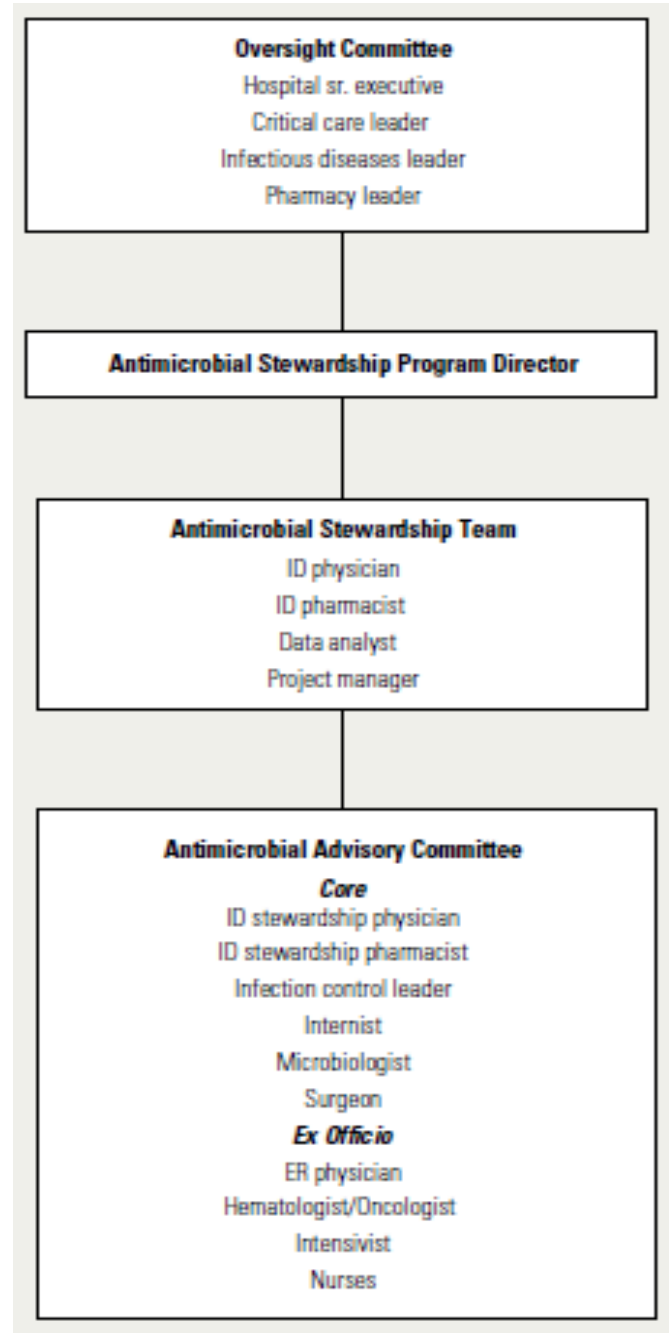 Oversight Committee
Hospital sr. executive
Critical care leader
Infectious diseases leader
Pharmacy leader
Antimicrobial Stewardship Program Director
Antimicrobial Stewardship Team
ID physician
ID pharmacist
Data analyst
Project manager
Antimicrobial Advisory Committee
Core
ID stewardship physician
ID stewardship pharmacist
Infection control leader
Internist
Microbiologist
Surgeon
Ex Officio
ER physician
Hematologist/Oncologist
Intensivist
Nurses